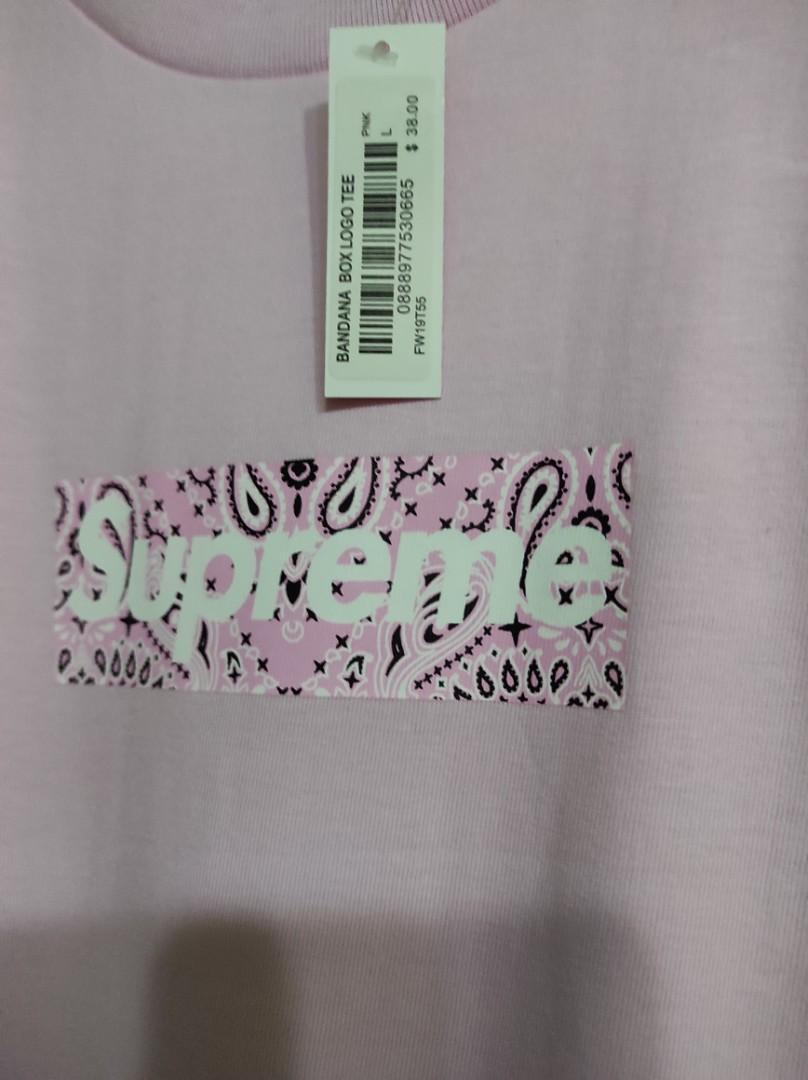 BANDANA BOX LOGO TEE
PINK
L
0888977530665
$ 38.00
FW19T55
Supreme